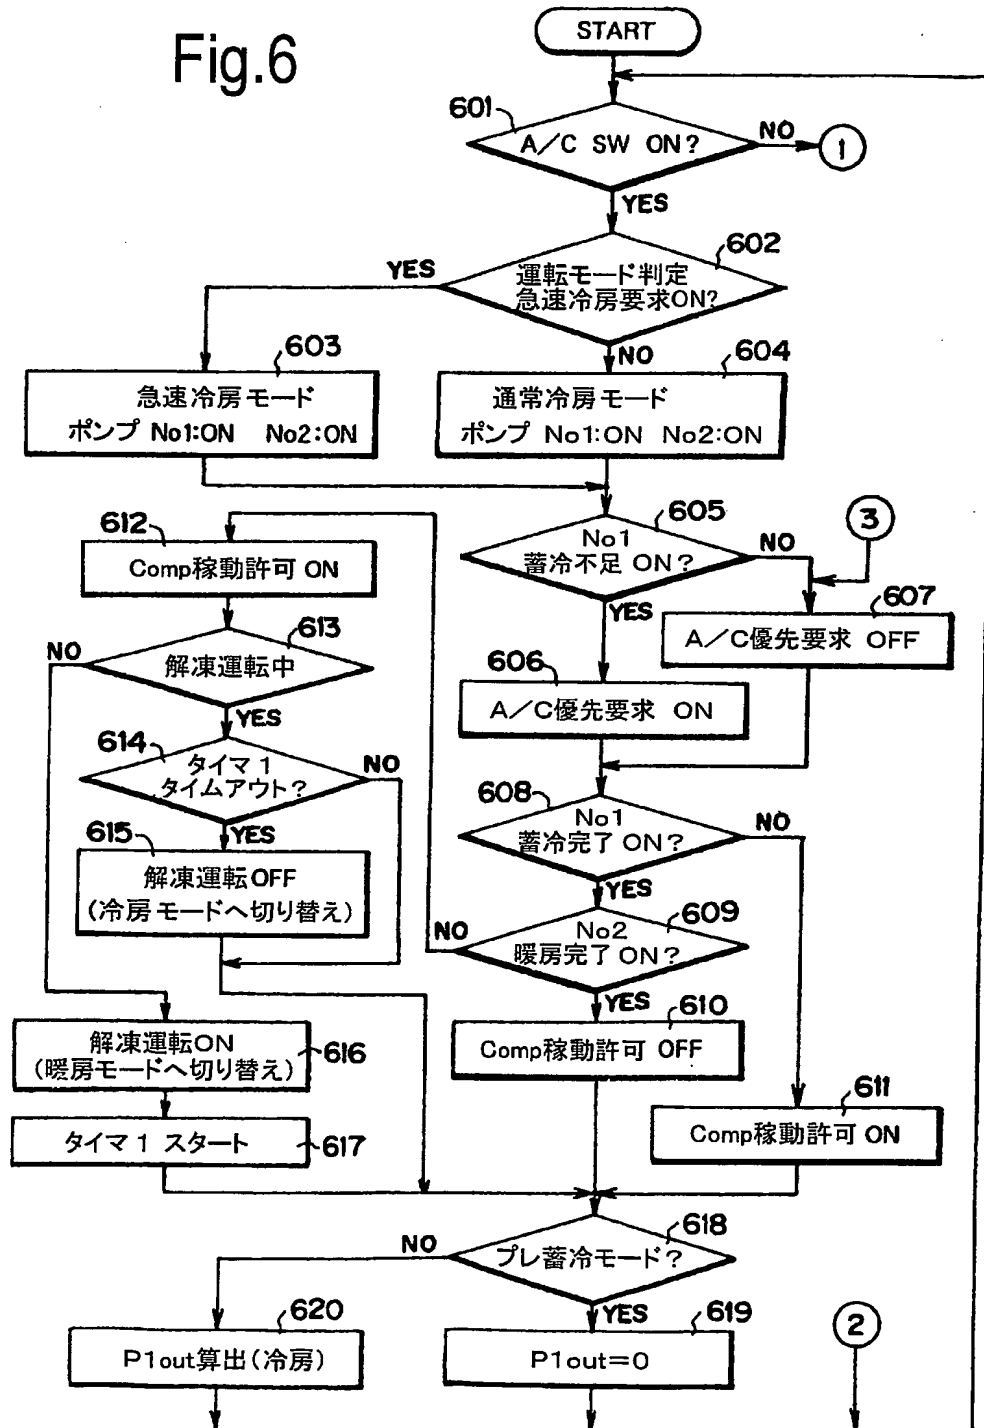 Fig.6
START
601
A/C SW ON?
NO
1
YES
602
運転モード判定
急速冷房要求ON?
YES
NO
603
急速冷房モード
ポンプ No1:ON No2:ON
604
通常冷房モード
ポンプ No1:ON No2:ON
605
No1
蓄冷不足 ON?
NO
YES
3
607
A/C優先要求 OFF
606
A/C優先要求 ON
612
Comp稼動許可 ON
613
解凍運転中
NO
YES
614
タイマ1
タイムアウト?
NO
YES
615
解凍運転OFF
(冷房モードへ切り替え)
608
No1
蓄冷完了 ON?
NO
YES
609
No2
暖房完了 ON?
NO
YES
610
Comp稼動許可 OFF
611
Comp稼動許可 ON
解凍運転ON
(暖房モードへ切り替え)
616
タイマ1 スタート
617
618
プレ蓄冷モード?
NO
YES
620
P1out算出(冷房)
619
P1out=0
2